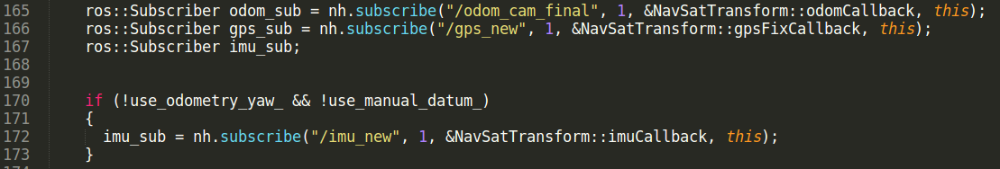 165 ros::Subscriber odom_sub = nh.subscribe("/odom_cam_final", 1, &NavSatTransform::odomCallback, this);
166 ros::Subscriber gps_sub = nh.subscribe("/gps_new", 1, &NavSatTransform::gpsFixCallback, this);
167 ros::Subscriber imu_sub;
168
169
170 if (!use_odometry_yaw_ && !use_manual_datum_)
171 {
172 imu_sub = nh.subscribe("/imu_new", 1, &NavSatTransform::imuCallback, this);
173 }